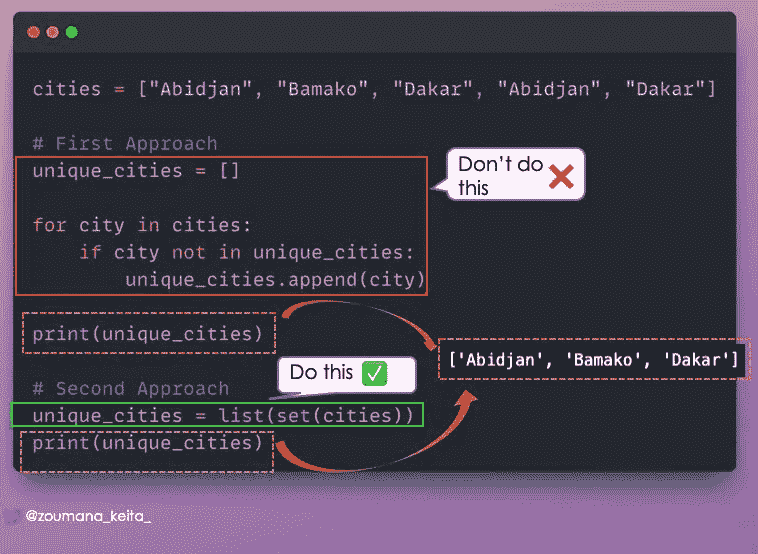 cities = ["Abidjan", "Bamako", "Dakar", "Abidjan", "Dakar"]
# First Approach
unique_cities = []
Don't do
this
for city in cities:
    if city not in unique_cities:
        unique_cities.append(city)
print(unique_cities)
['Abidjan', 'Bamako', 'Dakar']
Do this
# Second Approach
unique_cities = list(set(cities))
print(unique_cities)
@zoumana_keita_